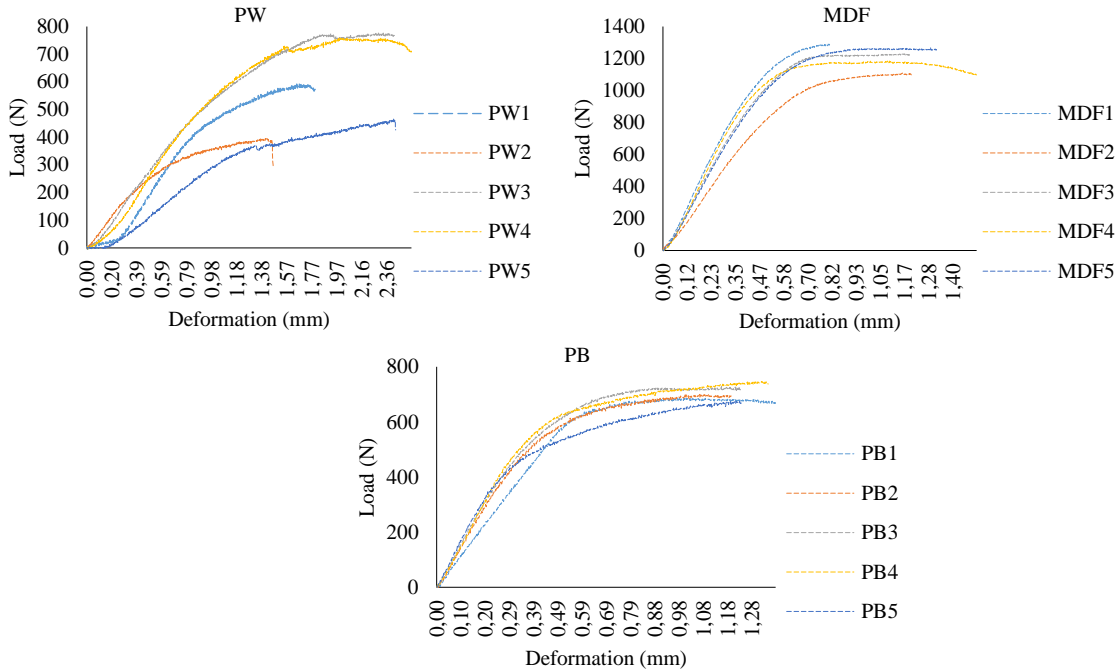 PW
800
700
600
500
400
300
200
100
0
Load (N)
0,00
0,20
0,39
0,59
0,79
0,98
1,18
1,38
1,57
1,77
1,97
2,16
2,36
Deformation (mm)
PW1
PW2
PW3
PW4
PW5
MDF
1400
1200
1000
800
600
400
200
0
Load (N)
0,00
0,12
0,23
0,35
0,47
0,58
0,70
0,82
0,93
1,05
1,17
1,28
1,40
Deformation (mm)
MDF1
MDF2
MDF3
MDF4
MDF5
PB
800
600
400
200
0
Load (N)
0,00
0,10
0,20
0,29
0,39
0,49
0,59
0,69
0,79
0,88
0,98
1,08
1,18
1,28
Deformation (mm)
PB1
PB2
PB3
PB4
PB5